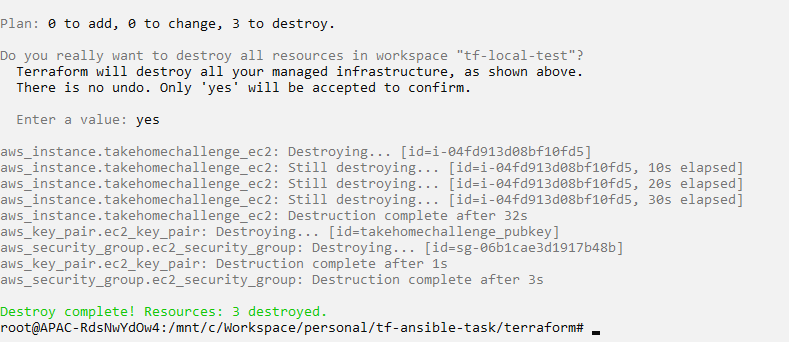 Plan: 0 to add, 0 to change, 3 to destroy.
Do you really want to destroy all resources in workspace "tf-local-test"?
Terraform will destroy all your managed infrastructure, as shown above.
There is no undo. Only 'yes' will be accepted to confirm.
Enter a value: yes
aws_instance.takehomechallenge_ec2: Destroying... [id=i-04fd913d08bf10fd5]
aws_instance.takehomechallenge_ec2: Still destroying... [id=i-04fd913d08bf10fd5, 10s elapsed]
aws_instance.takehomechallenge_ec2: Still destroying... [id=i-04fd913d08bf10fd5, 20s elapsed]
aws_instance.takehomechallenge_ec2: Still destroying... [id=i-04fd913d08bf10fd5, 30s elapsed]
aws_instance.takehomechallenge_ec2: Destruction complete after 32s
aws_key_pair.ec2_key_pair: Destroying... [id=takehomechallenge_pubkey]
aws_security_group.ec2_security_group: Destroying... [id=sg-06b1cae3d1917b48b]
aws_key_pair.ec2_key_pair: Destruction complete after 1s
aws_security_group.ec2_security_group: Destruction complete after 3s
Destroy complete! Resources: 3 destroyed.
root@APAC-RdsNwYdOw4:/mnt/c/Workspace/personal/tf-ansible-task/terraform#